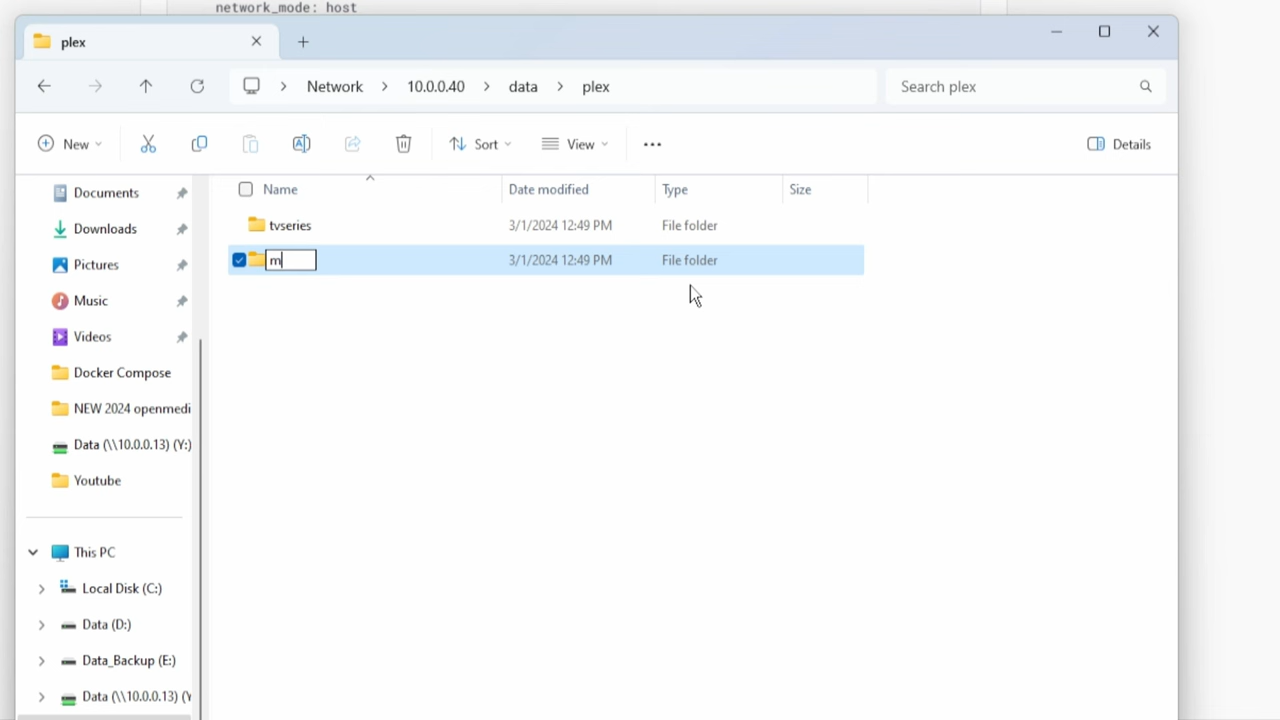 network_mode: host
plex
Network > 10.0.0.40 > data > plex
Search plex
New
Sort
View
Details
Name
Date modified
Type
Size
tvseries 3/1/2024 12:49 PM File folder
m 3/1/2024 12:49 PM File folder
Documents
Downloads
Pictures
Music
Videos
Docker Compose
NEW 2024 openmedi
Data (\\10.0.0.13) (Y:)
Youtube
This PC
Local Disk (C:)
Data (D:)
Data_Backup (E:)
Data (\\10.0.0.13) (Y